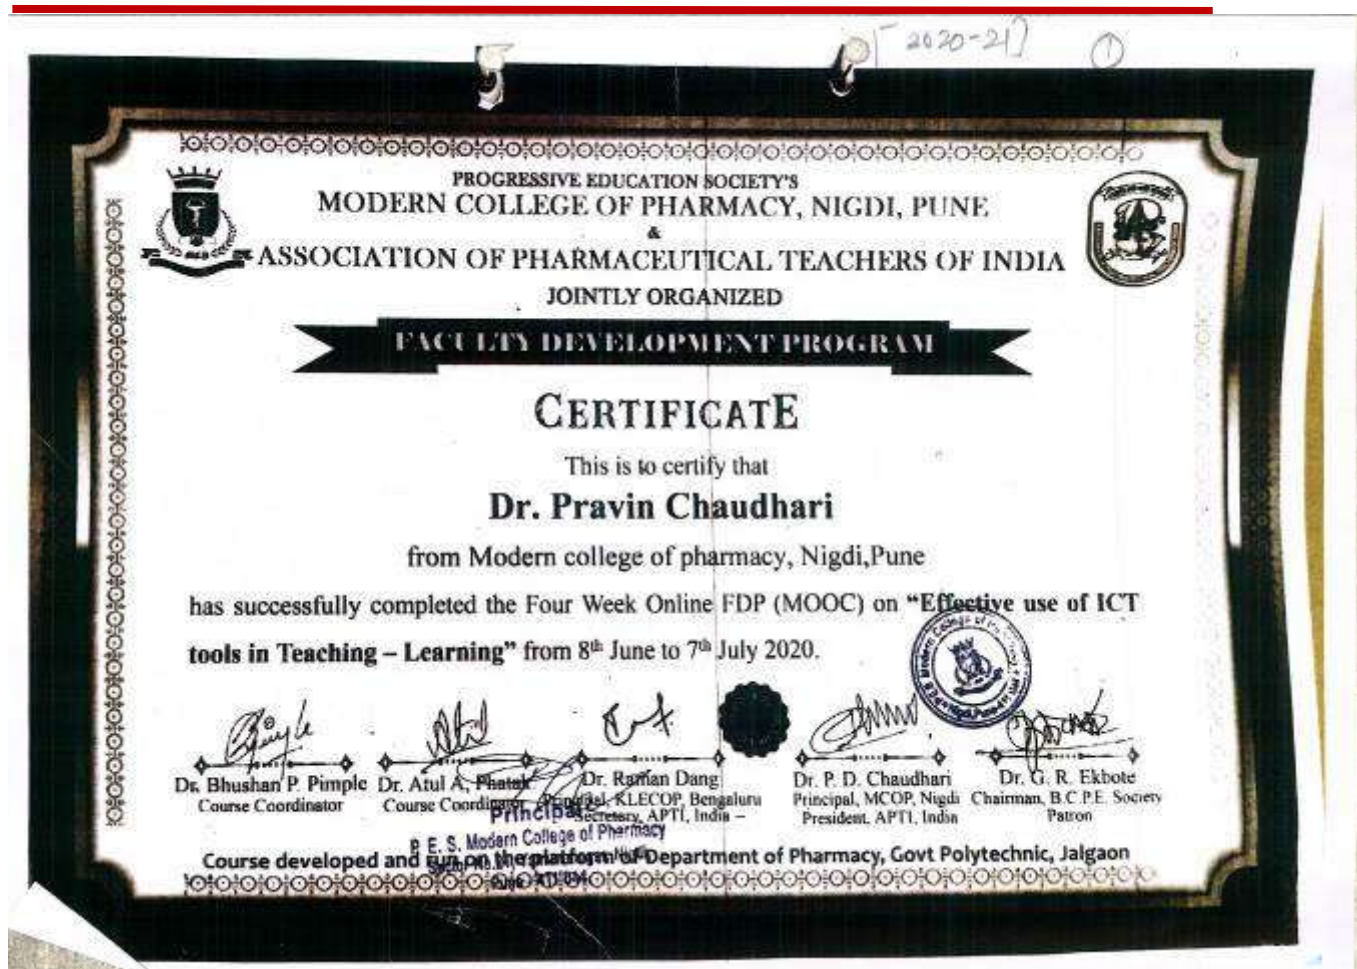 2020-21
1
PROGRESSIVE EDUCATION SOCIETY'S
MODERN COLLEGE OF PHARMACY, NIGDI, PUNE
&
ASSOCIATION OF PHARMACEUTICAL TEACHERS OF INDIA
JOINTLY ORGANIZED
FACULTY DEVELOPMENT PROGRAM
CERTIFICATE
This is to certify that
Dr. Pravin Chaudhari
from Modern college of pharmacy, Nigdi,Pune
has successfully completed the Four Week Online FDP (MOOC) on “Effective use of ICT
tools in Teaching – Learning” from 8th June to 7th July 2020.
Dr. Bhushan P. Pimple Dr. Atul A. Phatak Dr. Raman Dang Dr. P. D. Chaudhari Dr. G. R. Ekbote
Course Coordinator Course Coordinator Principal, KLECOP, Bengaluru Principal, MCOP, Nigdi Chairman, B.C.P.E. Society
Secretary, APTI, India – President, APTI, India Patron
Principal
P. E. S. Modern College of Pharmacy
Course developed and run on the platform of Department of Pharmacy, Govt Polytechnic, Jalgaon